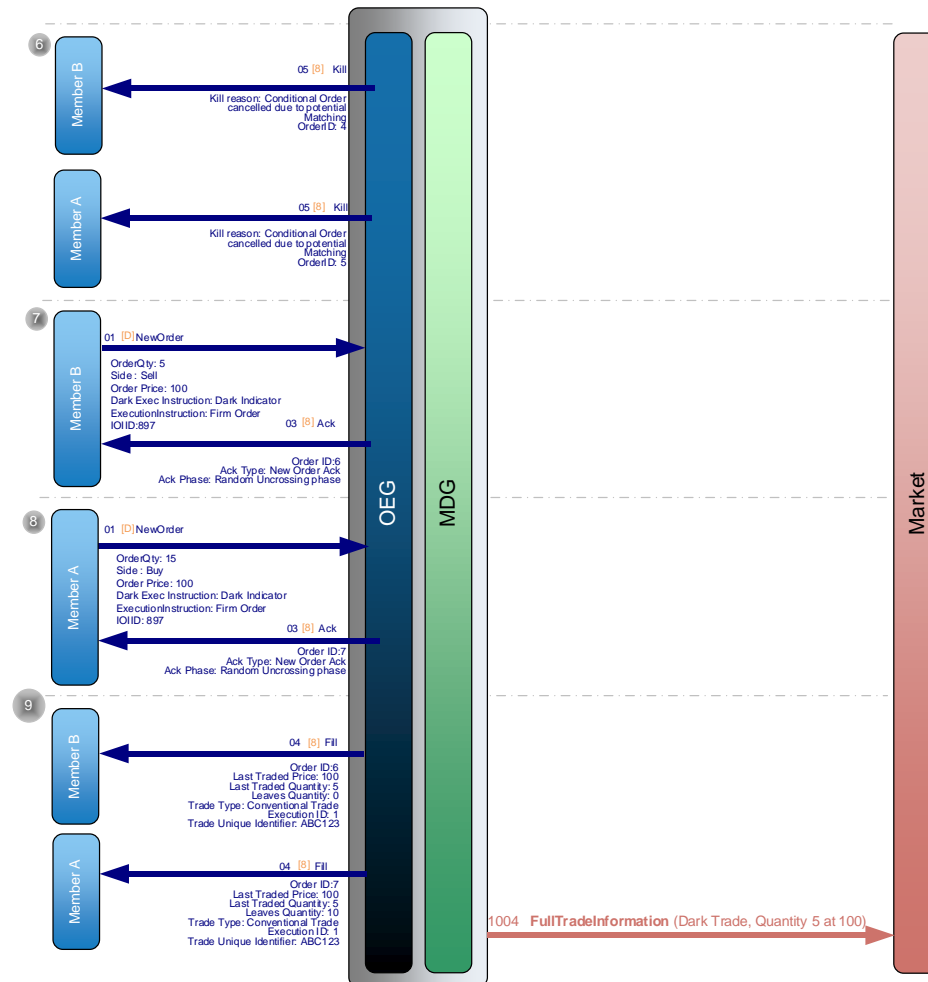 6
Member B
05 [8] Kill
Kill reason: Conditional Order
cancelled due to potential
Matching
OrderID: 4
Member A
05 [8] Kill
Kill reason: Conditional Order
cancelled due to potential
Matching
OrderID: 5
7
Member B
01 [D] NewOrder
OrderQty: 5
Side : Sell
Order Price: 100
Dark Exec Instruction: Dark Indicator
ExecutionInstruction: Firm Order
IOIID:897
03 [8] Ack
Order ID:6
Ack Type: New Order Ack
Ack Phase: Random Uncrossing phase
OEG
MDG
Market
8
Member A
01 [D] NewOrder
OrderQty: 15
Side : Buy
Order Price: 100
Dark Exec Instruction: Dark Indicator
ExecutionInstruction: Firm Order
IOIID: 897
03 [8] Ack
Order ID:7
Ack Type: New Order Ack
Ack Phase: Random Uncrossing phase
9
Member B
04 [8] Fill
Order ID:6
Last Traded Price: 100
Last Traded Quantity: 5
Leaves Quantity: 0
Trade Type: Conventional Trade
Execution ID: 1
Trade Unique Identifier: ABC123
Member A
04 [8] Fill
Order ID:7
Last Traded Price: 100
Last Traded Quantity: 5
Leaves Quantity: 10
Trade Type: Conventional Trade
Execution ID: 1
Trade Unique Identifier: ABC123
1004 FullTradeInformation (Dark Trade, Quantity 5 at 100)